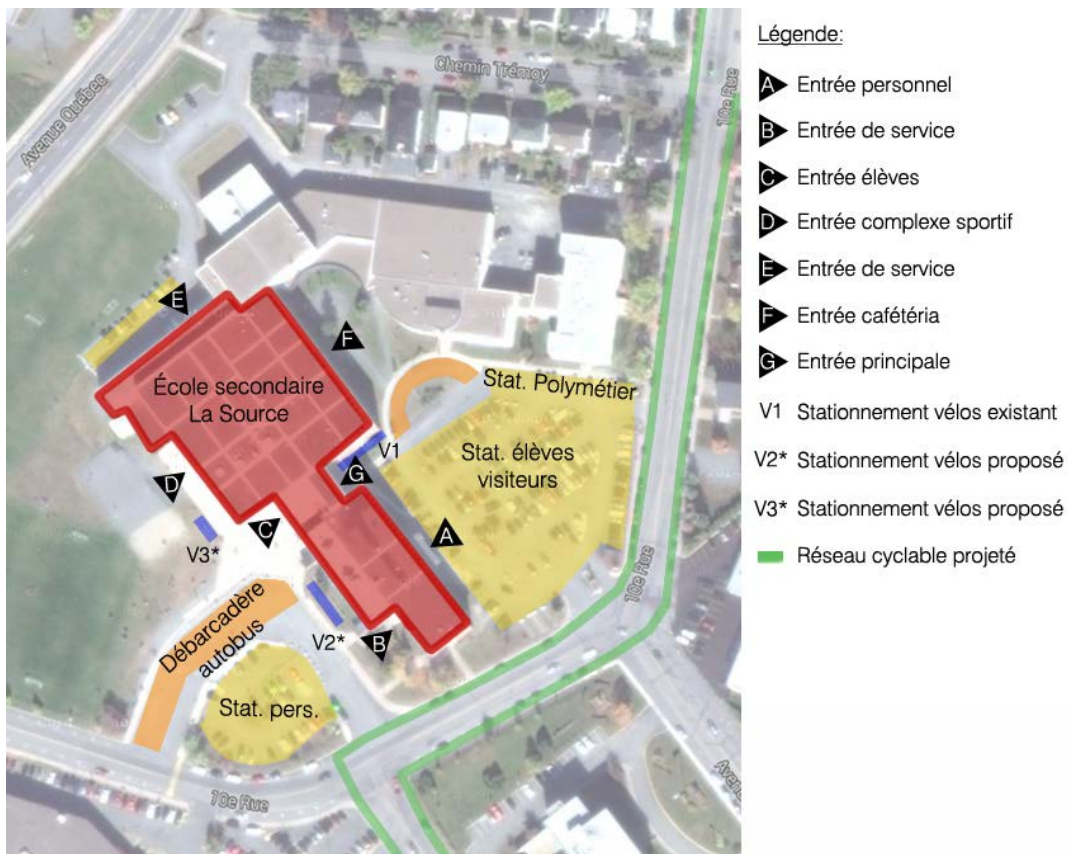 Chemin Trémoy
Avenue Québec
10e Rue
E
F
École secondaire
La Source
Stat. Polymétier
V1
Stat. élèves
visiteurs
G
D
C
A
V3*
10e Rue
V2*
B
Débarcadère
autobus
Stat. pers.
10e Rue
Légende:
A Entrée personnel
B Entrée de service
C Entrée élèves
D Entrée complexe sportif
E Entrée de service
F Entrée cafétéria
G Entrée principale
V1 Stationnement vélos existant
V2* Stationnement vélos proposé
V3* Stationnement vélos proposé
Réseau cyclable projeté